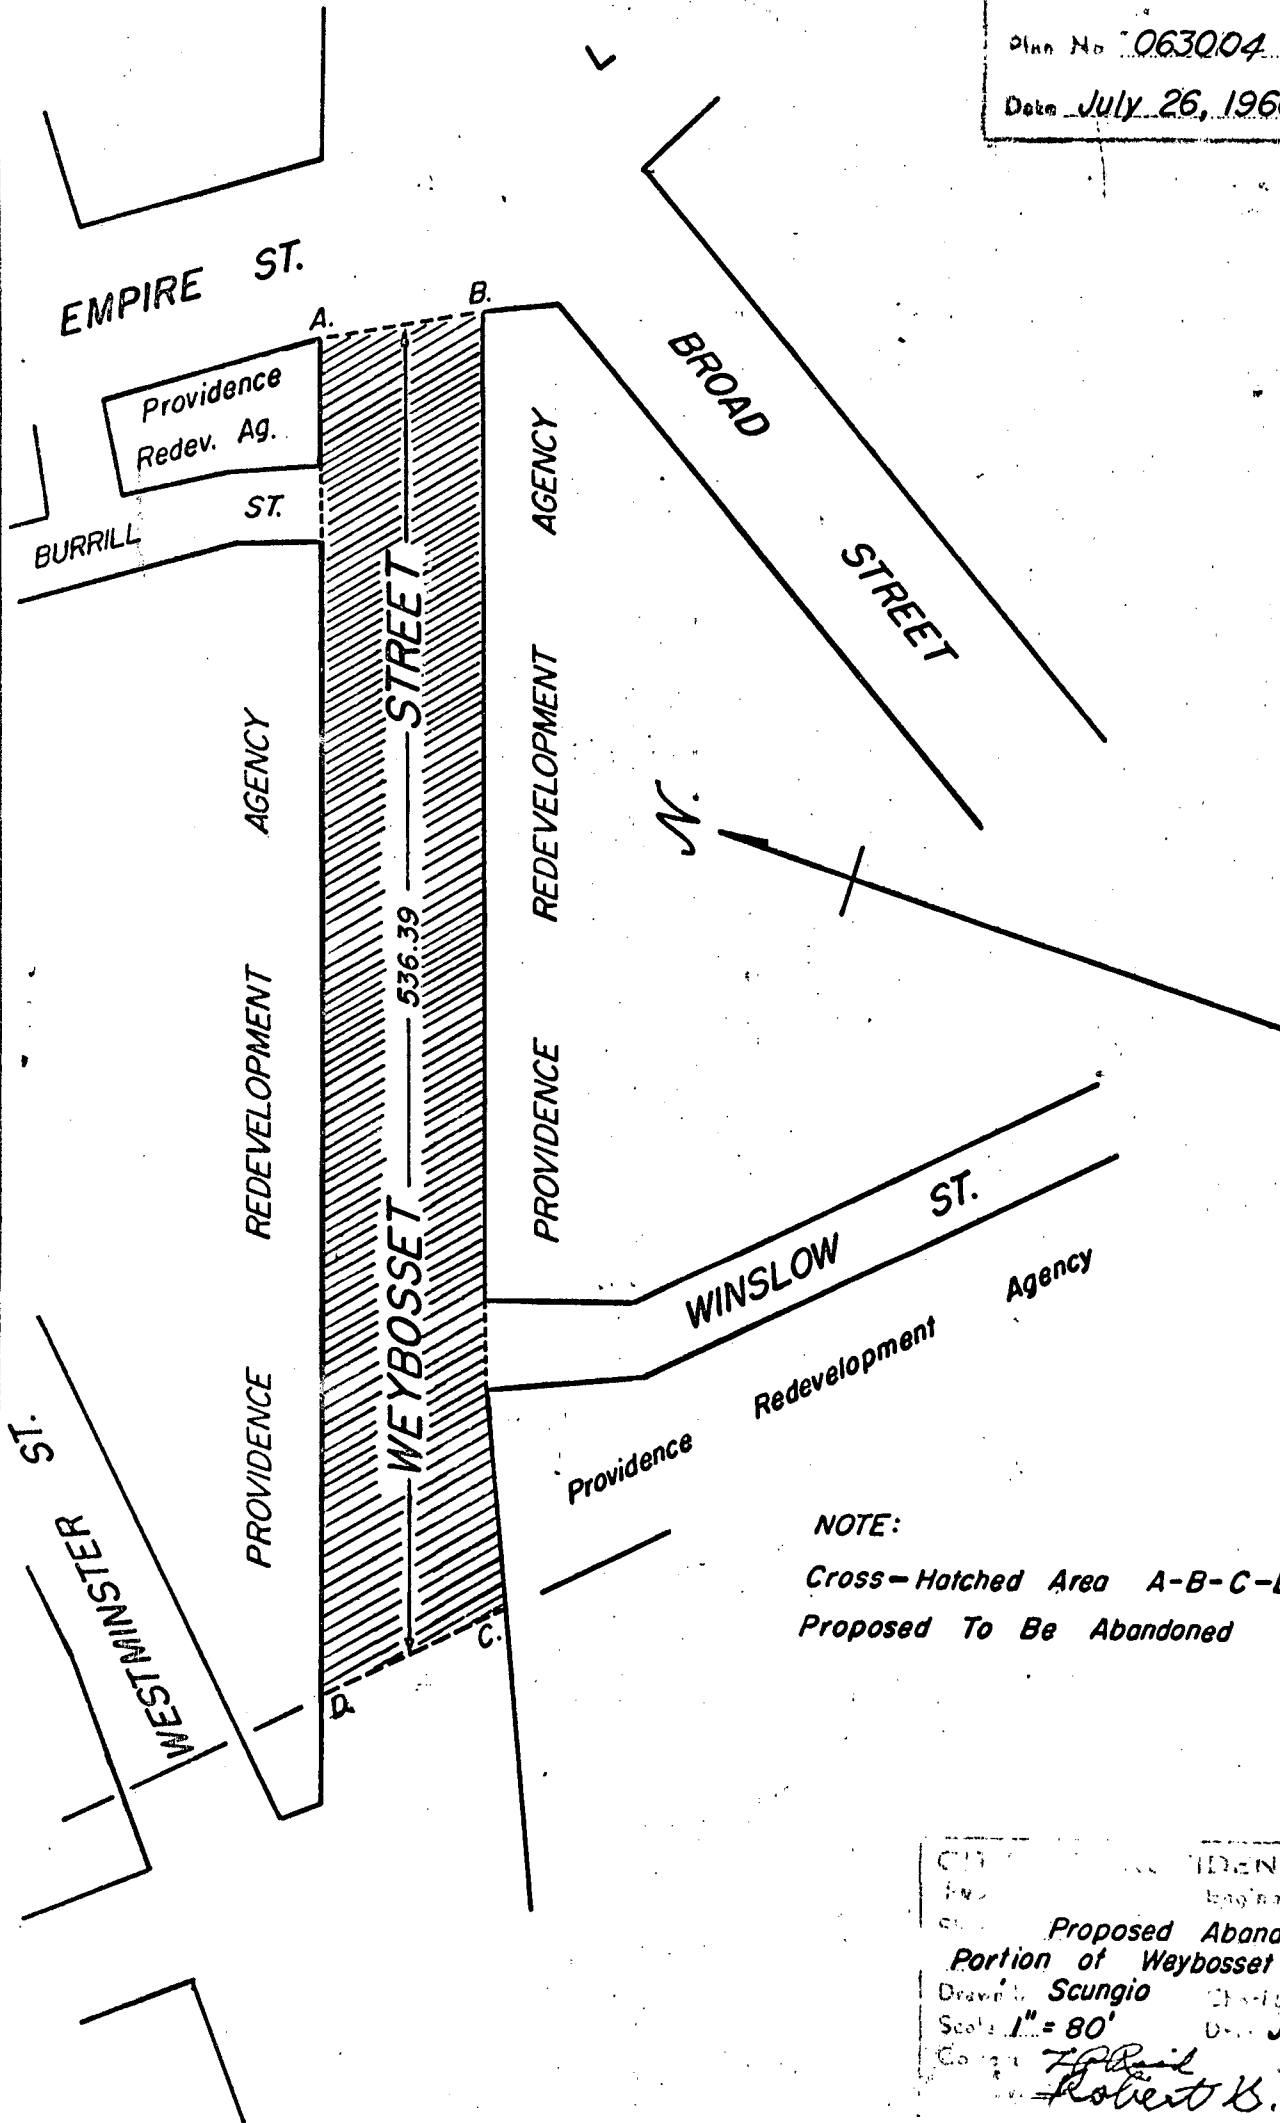 Plan No 063004
Date July 26, 196
EMPIRE ST.
A.
B.
Providence
Redev. Ag.
BURRILL ST.
BROAD STREET
WEYBOSSET 536.39 STREET
PROVIDENCE REDEVELOPMENT AGENCY
PROVIDENCE REDEVELOPMENT AGENCY
N.
WINSLOW ST.
Providence Redevelopment Agency
WESTMINSTER ST.
C.
D.
NOTE:
Cross-Hatched Area A-B-C-
Proposed To Be Abandoned
Proposed Aband
Portion of Weybosset
Scungio
Scale 1" = 80'
Robert